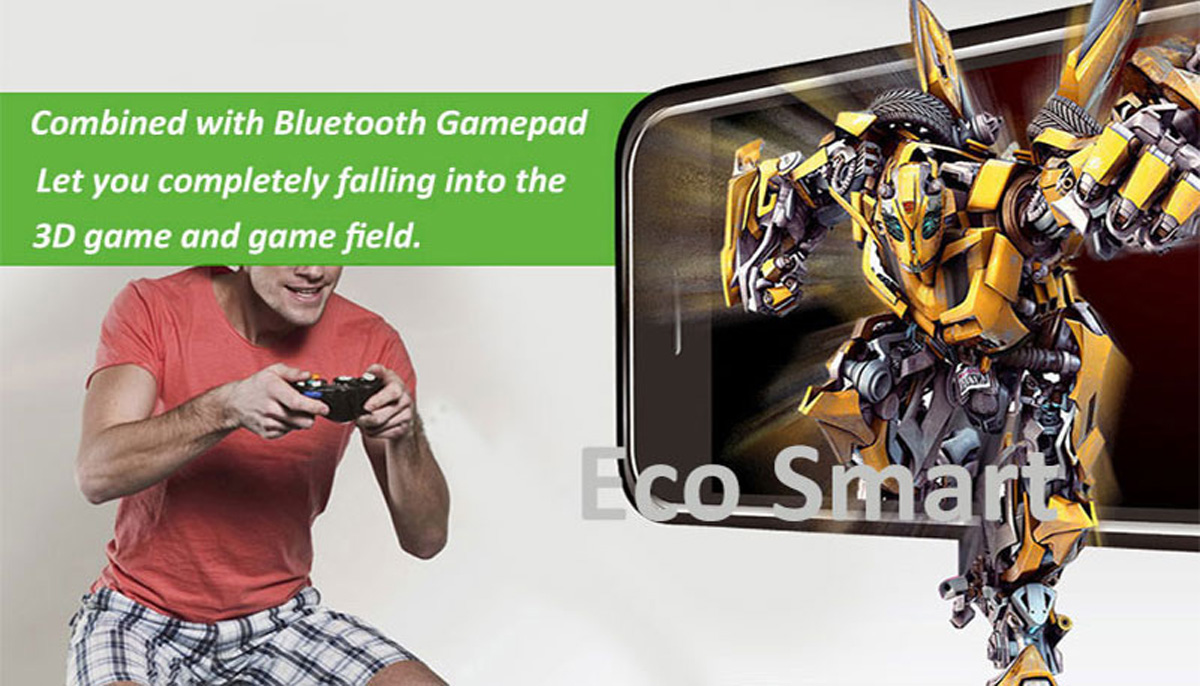 Combined with Bluetooth Gamepad
Let you completely falling into the
3D game and game field.
Eco Smart